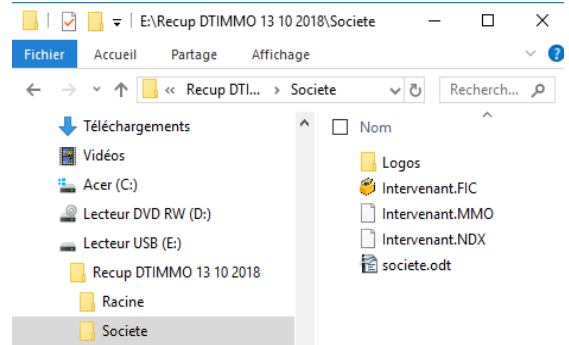 E:\Recup DTIMMO 13 10 2018\Societe
Fichier Accueil Partage Affichage
« Recup DTI... › Societe Recherch...
Téléchargements
Vidéos
Acer (C:)
Lecteur DVD RW (D:)
Lecteur USB (E:)
Recup DTIMMO 13 10 2018
Racine
Societe
Nom
Logos
Intervenant.FIC
Intervenant.MMO
Intervenant.NDX
societe.odt